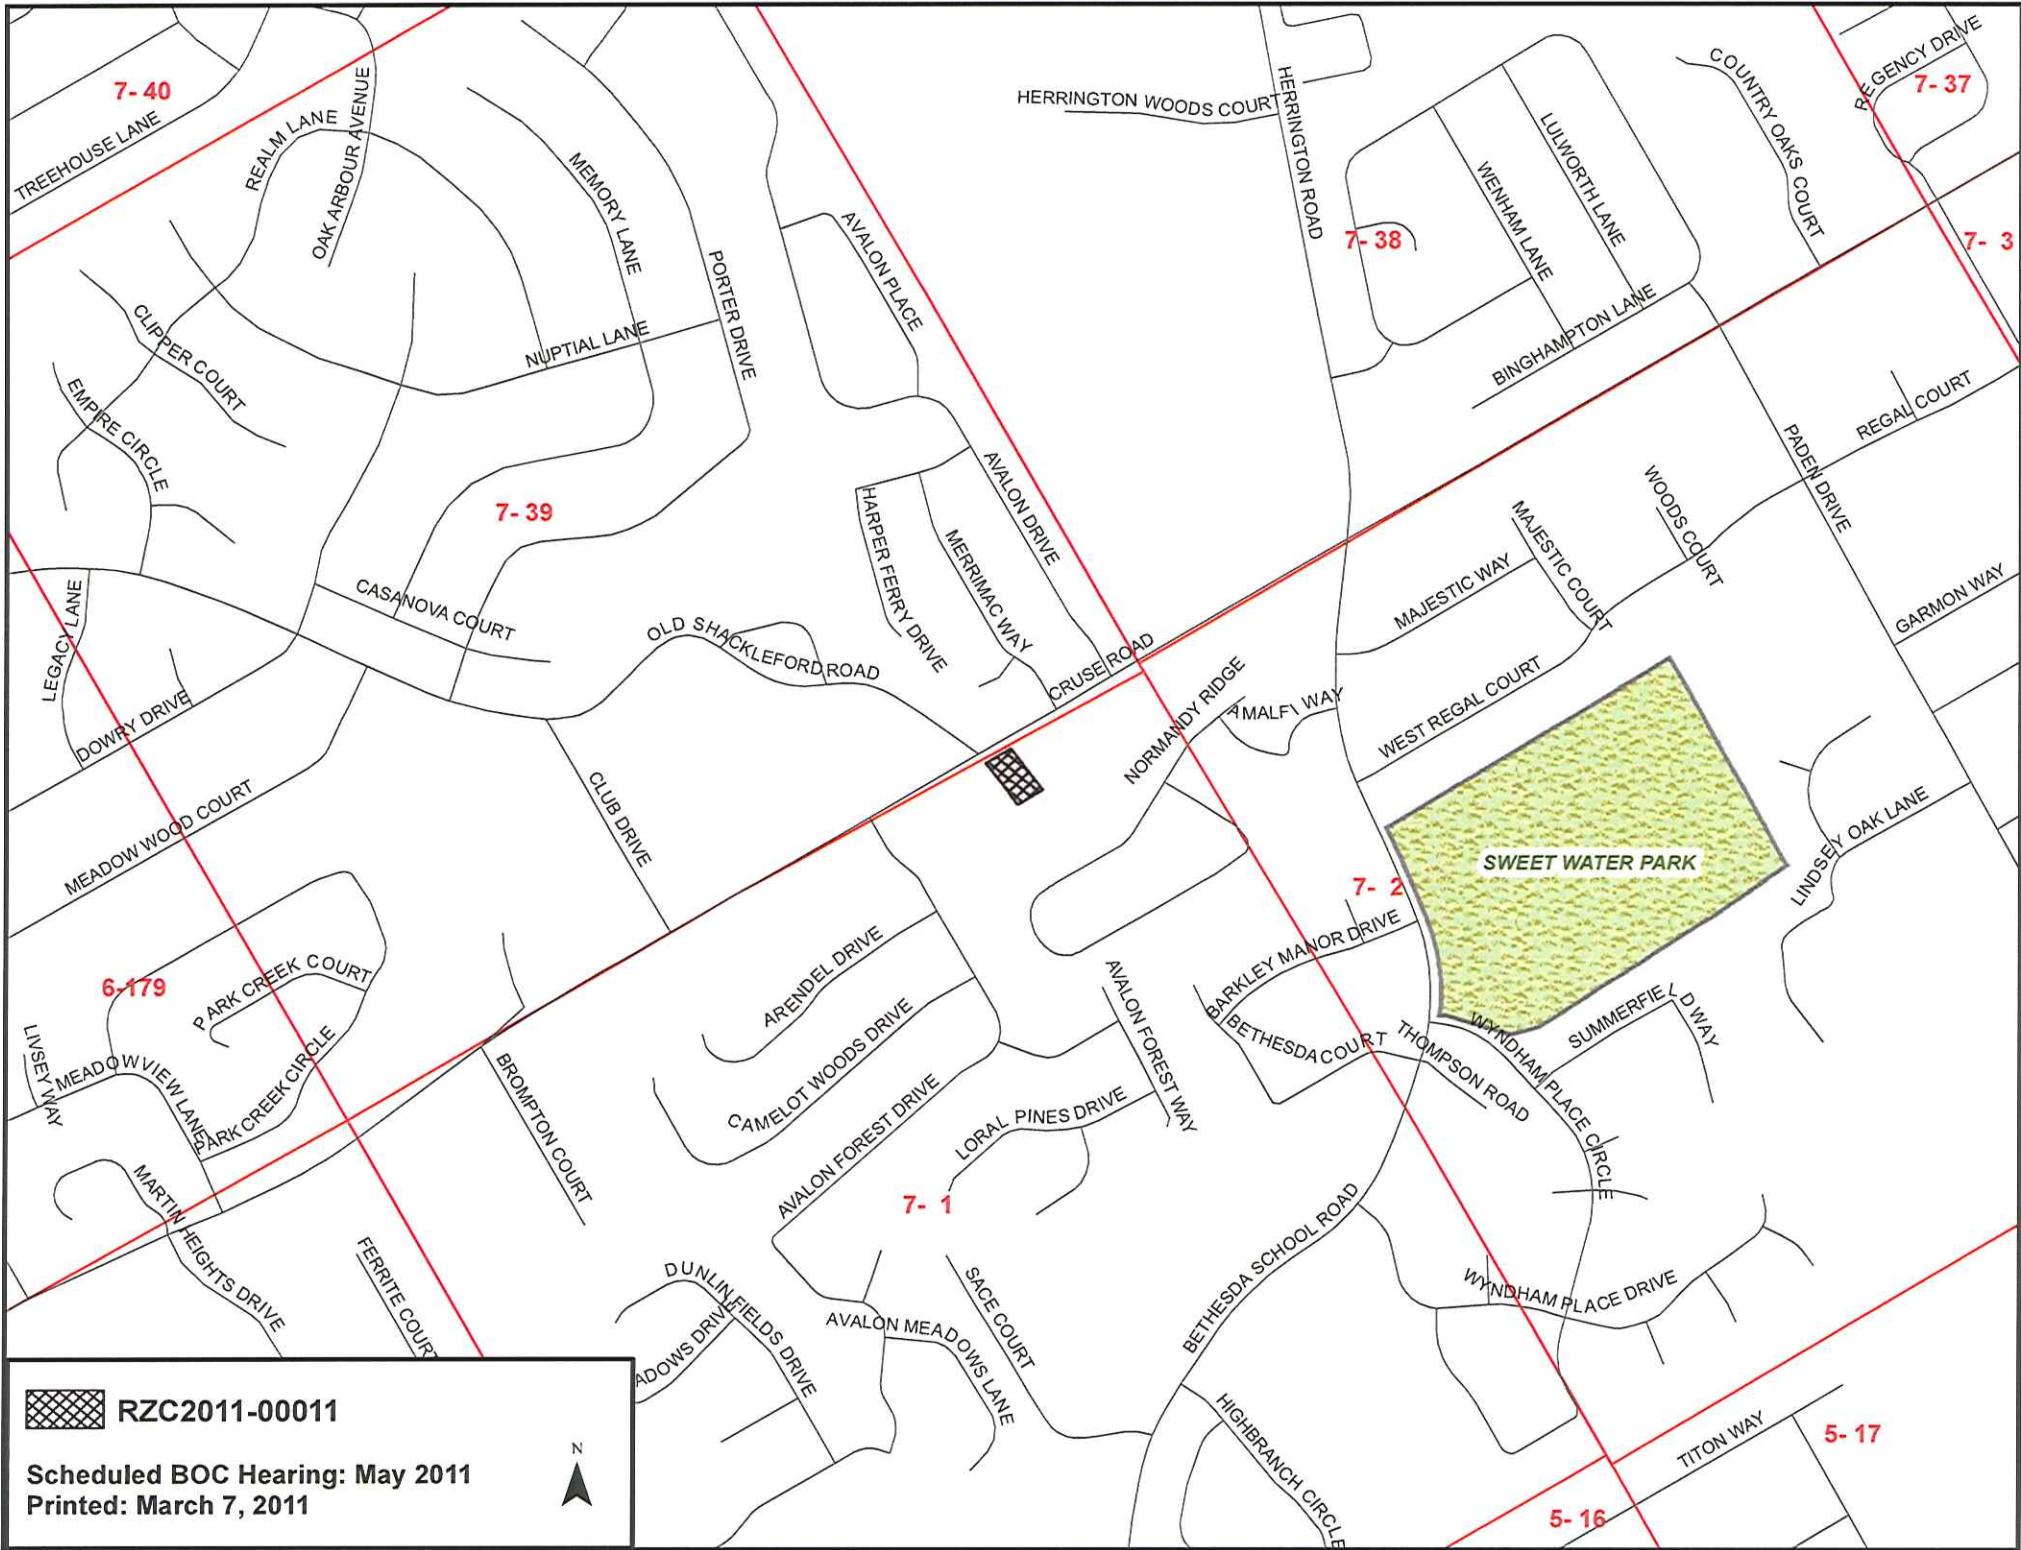 7-40
TREEHOUSE LANE
REALM LANE
OAK ARBOUR AVENUE
MEMORY LANE
PORTER DRIVE
NUPTIAL LANE
CLIPPER COURT
EMPIRE CIRCLE
AVALON PLACE
HERRINGTON WOODS COURT
HERRINGTON ROAD
LULWORTH LANE
WENHAM LANE
7-38
BINGHAMPTON LANE
COUNTRY OAKS COURT
REGENCY DRIVE
7-37
7- 3
REGAL COURT
PADEN DRIVE
WOODS COURT
MAJESTIC COURT
MAJESTIC WAY
GARMON WAY
7-39
AVALON DRIVE
HARPER FERRY DRIVE
MERRIMAC WAY
CASANOVA COURT
OLD SHACKLEFORD ROAD
CRUSE ROAD
LEGACY LANE
DOWRY DRIVE
MEADOW WOOD COURT
CLUB DRIVE
NORMANDY RIDGE
AMALFI WAY
WEST REGAL COURT
SWEET WATER PARK
LINDSEY OAK LANE
7- 2
BARKLEY MANOR DRIVE
BETHESDA COURT
THOMPSON ROAD
WYNDHAM PLACE CIRCLE
SUMMERFIELD WAY
6-179
PARK CREEK COURT
PARK CREEK CIRCLE
LIVSEY WAY
MEADOWVIEW LANE
MARTIN HEIGHTS DRIVE
FERRITE COURT
BROMPTON COURT
ARENDEL DRIVE
CAMELOT WOODS DRIVE
AVALON FOREST DRIVE
AVALON FOREST WAY
LORAL PINES DRIVE
7- 1
BETHESDA SCHOOL ROAD
WYNDHAM PLACE DRIVE
DUNLIN FIELDS DRIVE
ADOWS DRIVE
AVALON MEADOWS LANE
SACE COURT
HIGHBRANCH CIRCLE
TITON WAY
5-17
5-16
RZC2011-00011
N
Scheduled BOC Hearing: May 2011
Printed: March 7, 2011